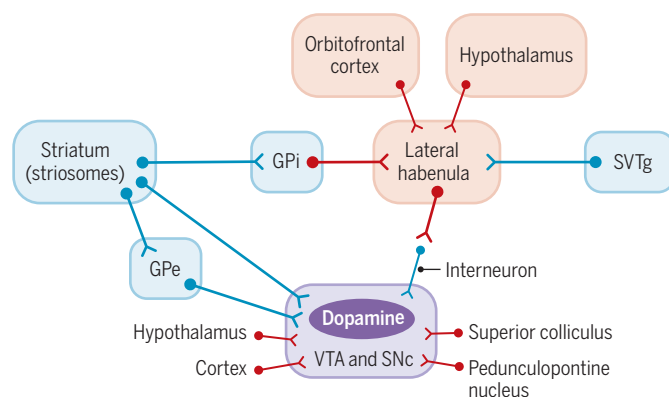 Orbitofrontal
cortex
Hypothalamus
Striatum
(striosomes)
GPi
Lateral
habenula
SVTg
GPe
Interneuron
Dopamine
Hypothalamus
Superior colliculus
Cortex
VTA and SNc
Pedunculopontine
nucleus